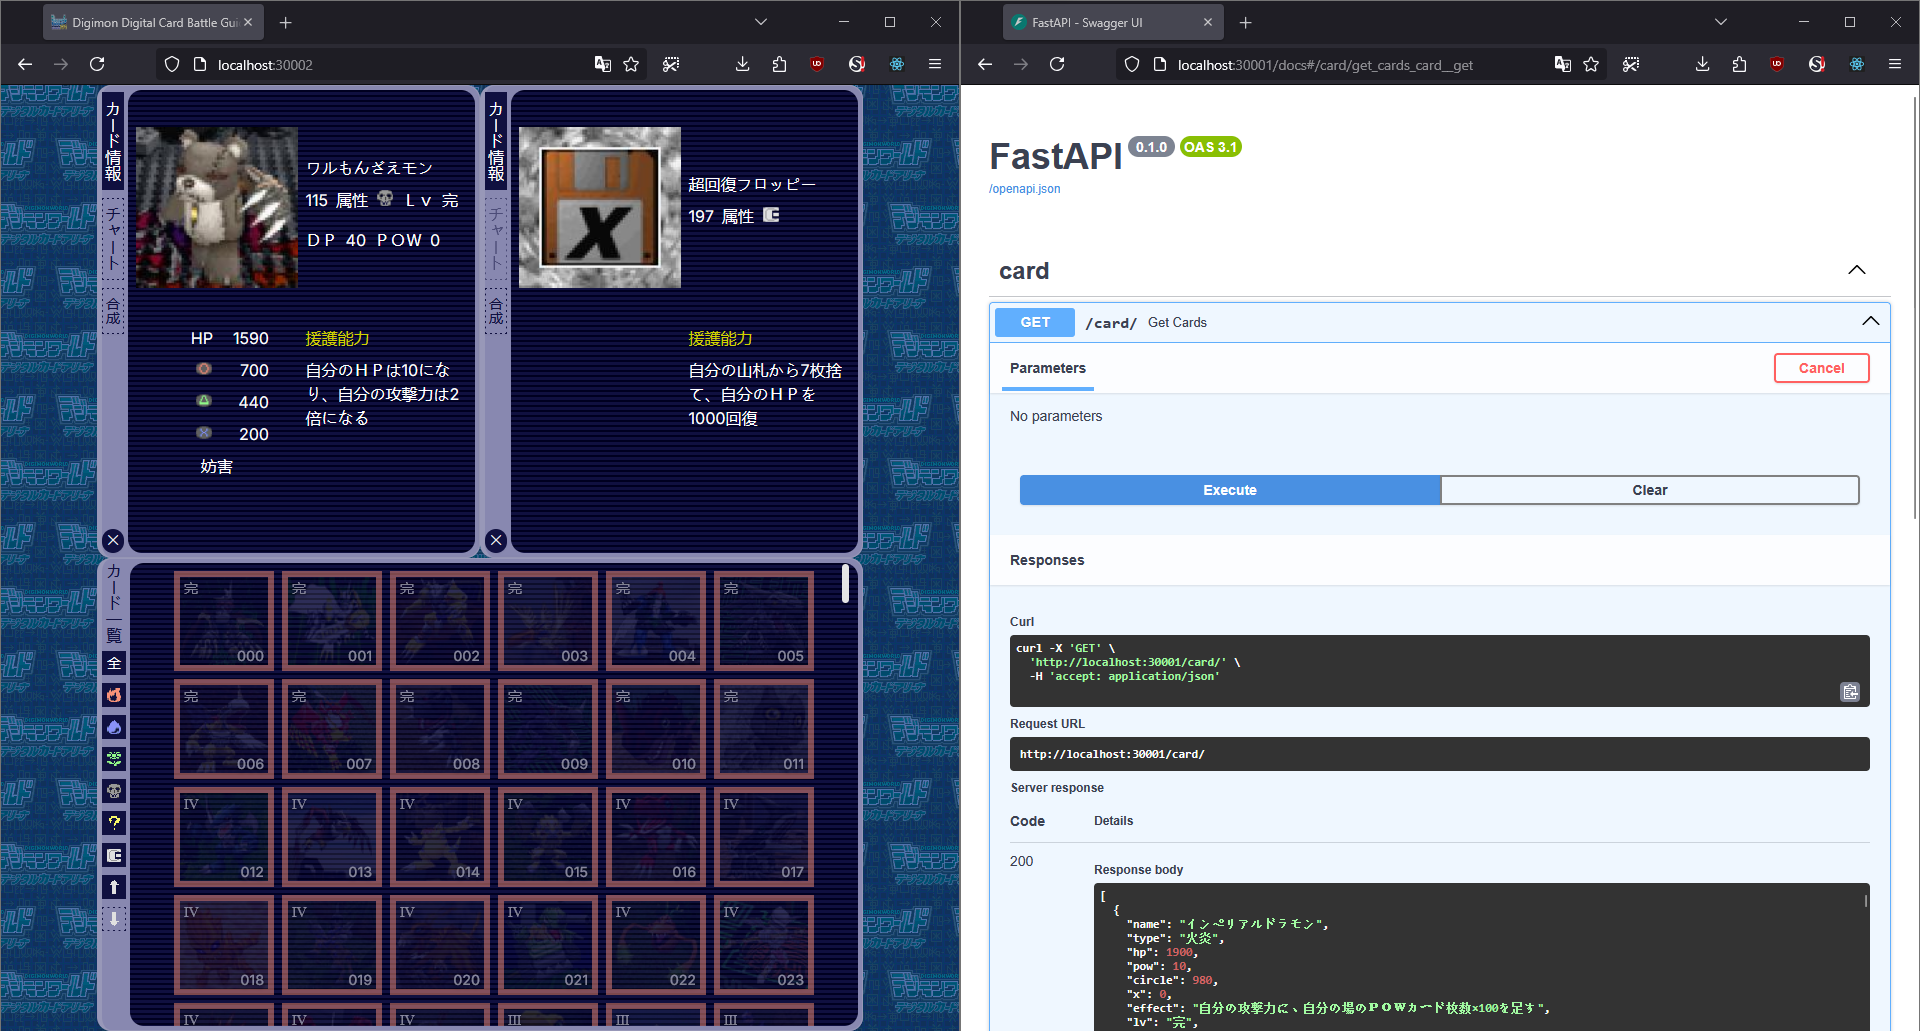 Digimon Digital Card Battle Gui
localhost:30002
カード情報
チャート
合成
ワルもんざえモン
115 属性 Ｌｖ 完
ＤＰ 40 ＰＯＷ 0
HP 1590
700
440
200
妨害
援護能力
自分のＨＰは10にな
り、自分の攻撃力は2
倍になる
カード情報
チャート
合成
超回復フロッピー
197 属性
X
援護能力
自分の山札から7枚捨
て、自分のＨＰを
1000回復
カード一覧
全
?
完 000
完 001
完 002
完 003
完 004
完 005
完 006
完 007
完 008
完 009
完 010
完 011
IV 012
IV 013
IV 014
IV 015
IV 016
IV 017
IV 018
IV 019
IV 020
IV 021
IV 022
IV 023
IV
IV
IV
III
III
III
FastAPI - Swagger UI
localhost:30001/docs#/card/get_cards_card__get
FastAPI 0.1.0 OAS 3.1
/openapi.json
card
GET /card/ Get Cards
Parameters
Cancel
No parameters
Execute
Clear
Responses
Curl
curl -X 'GET' \
'http://localhost:30001/card/' \
-H 'accept: application/json'
Request URL
http://localhost:30001/card/
Server response
Code Details
200
Response body
[
{
"name": "インペリアルドラモン",
"type": "火炎",
"hp": 1900,
"pow": 10,
"circle": 980,
"x": 0,
"effect": "自分の攻撃力に、自分の場のＰＯＷカード枚数×100を足す",
"lv": "完",